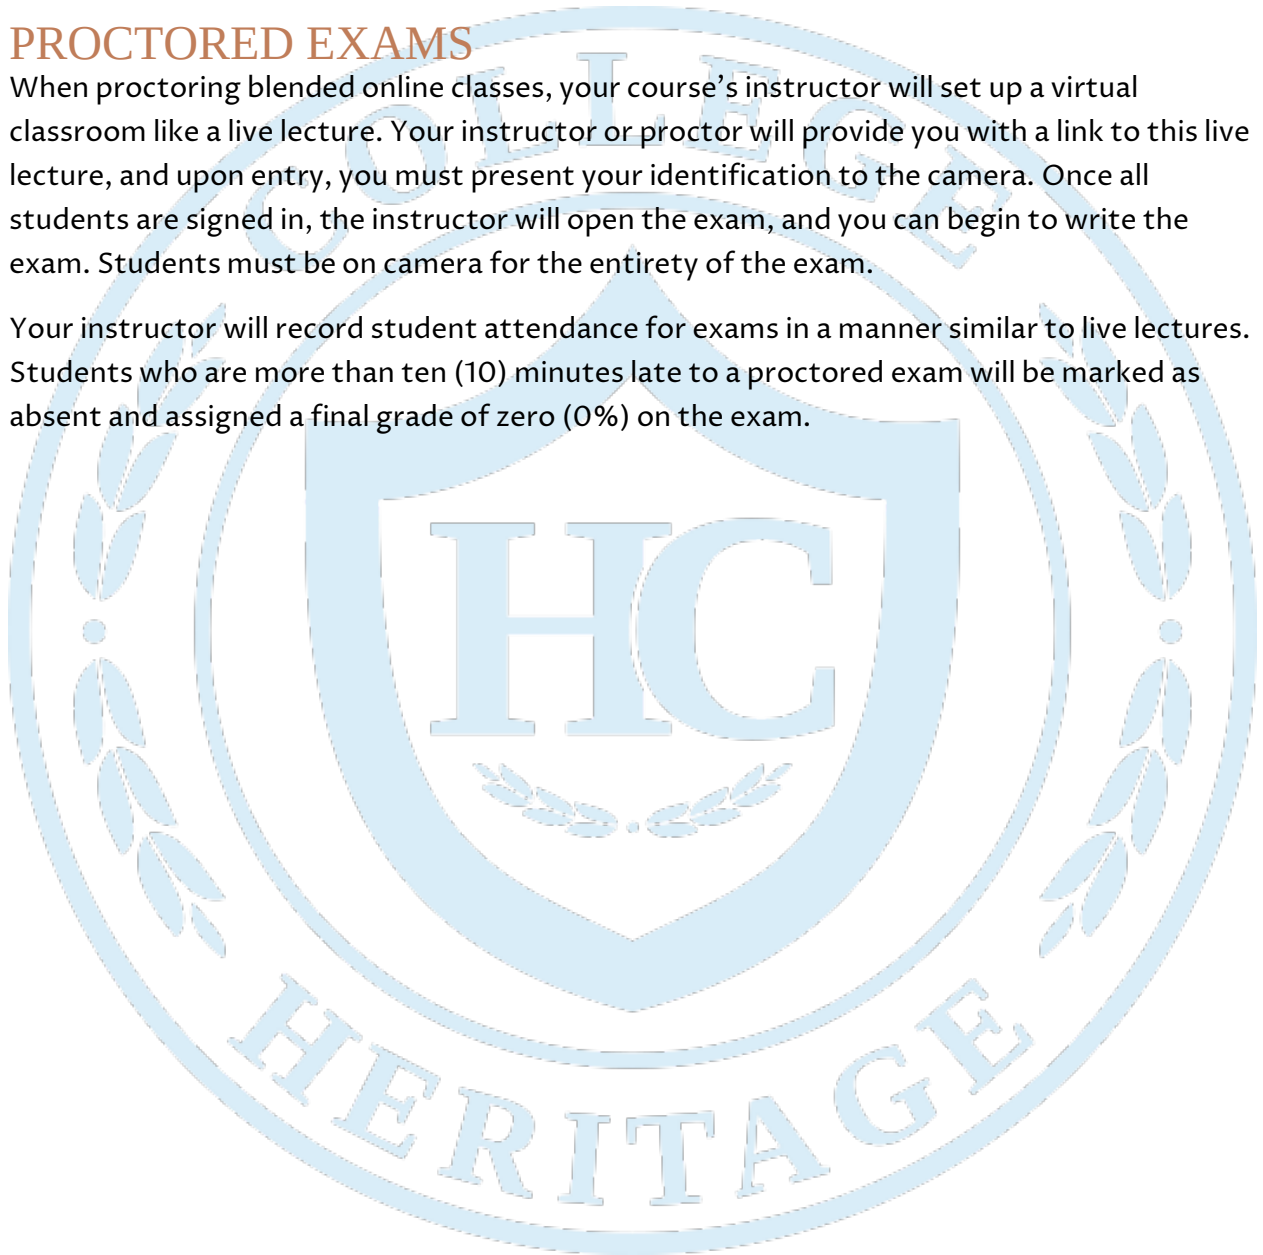 PROCTORED EXAMS
When proctoring blended online classes, your course’s instructor will set up a virtual
classroom like a live lecture. Your instructor or proctor will provide you with a link to this live
lecture, and upon entry, you must present your identification to the camera. Once all
students are signed in, the instructor will open the exam, and you can begin to write the
exam. Students must be on camera for the entirety of the exam.
Your instructor will record student attendance for exams in a manner similar to live lectures.
Students who are more than ten (10) minutes late to a proctored exam will be marked as
absent and assigned a final grade of zero (0%) on the exam.
COLLEGE
HC
HERITAGE